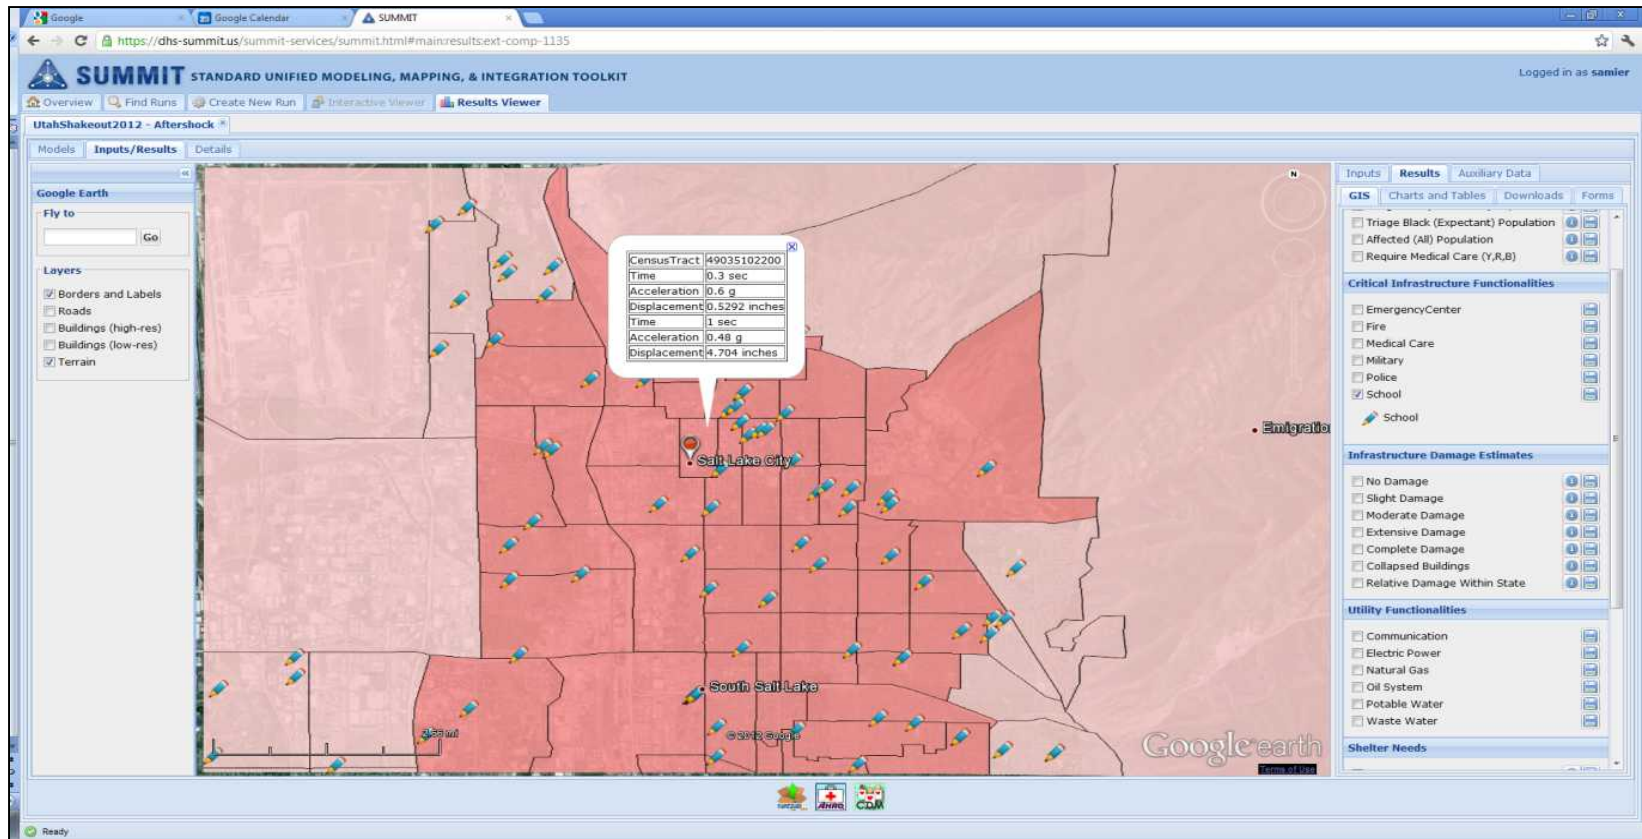 Google
Google Calendar
SUMMIT
https://dhs-summit.us/summit-services/summit.html#main:results:ext-comp-1135
SUMMIT STANDARD UNIFIED MODELING, MAPPING, & INTEGRATION TOOLKIT
Logged in as samier
Overview Find Runs Create New Run Interactive Viewer Results Viewer
UtahShakeout2012 - Aftershock
Models Inputs/Results Details
Google Earth
Fly to
Go
Layers
Borders and Labels
Roads
Buildings (high-res)
Buildings (low-res)
Terrain
N
CensusTract 49035102200
Time 0.3 sec
Acceleration 0.6 g
Displacement 0.5292 inches
Time 1 sec
Acceleration 0.48 g
Displacement 4.704 inches
Salt Lake City
Emigratio
South Salt Lake
© 2012 Google
Google earth
Terms of Use
Inputs Results Auxiliary Data
GIS Charts and Tables Downloads Forms
Triage Black (Expectant) Population
Affected (All) Population
Require Medical Care (Y,R,B)
Critical Infrastructure Functionalities
EmergencyCenter
Fire
Medical Care
Military
Police
School
School
Infrastructure Damage Estimates
No Damage
Slight Damage
Moderate Damage
Extensive Damage
Complete Damage
Collapsed Buildings
Relative Damage Within State
Utility Functionalities
Communication
Electric Power
Natural Gas
Oil System
Potable Water
Waste Water
Shelter Needs
AHRQ
CDM
Ready